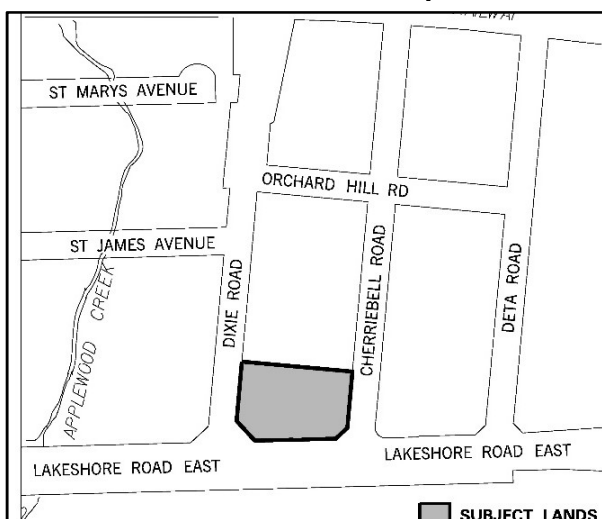 ST MARYS AVENUE
ORCHARD HILL RD
ST JAMES AVENUE
DIXIE ROAD
CHERRIEBELL ROAD
DETA ROAD
APPLEWOOD CREEK
LAKESHORE ROAD EAST
LAKESHORE ROAD EAST
SUBJECT LANDS